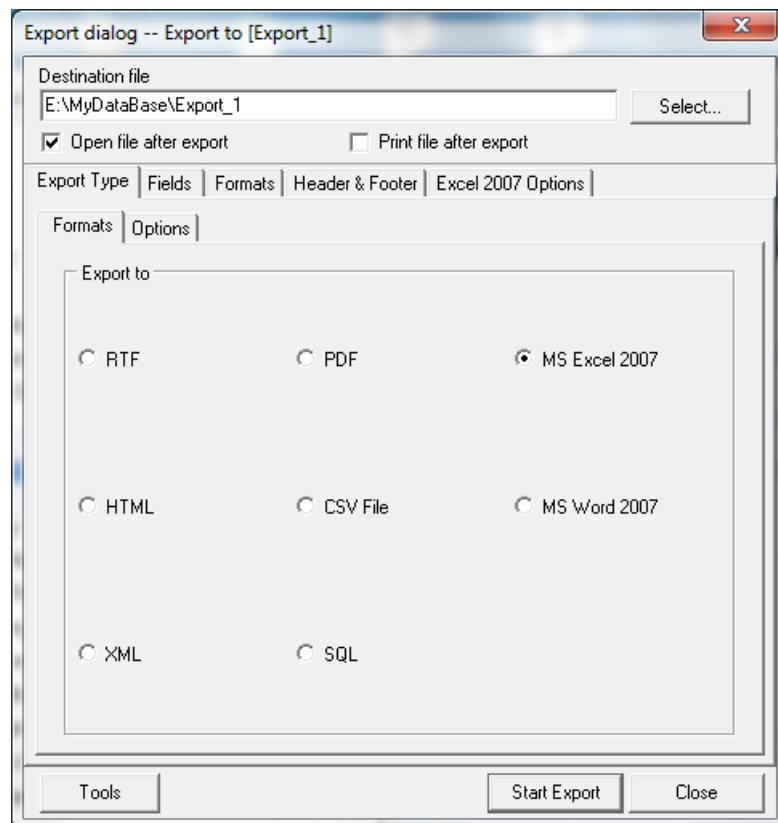 Export dialog -- Export to [Export_1]
Destination file
E:\MyDataBase\Export_1
Select...
Open file after export Print file after export
Export Type Fields Formats Header & Footer Excel 2007 Options
Formats Options
Export to
RTF PDF MS Excel 2007
HTML CSV File MS Word 2007
XML SQL
Tools Start Export Close